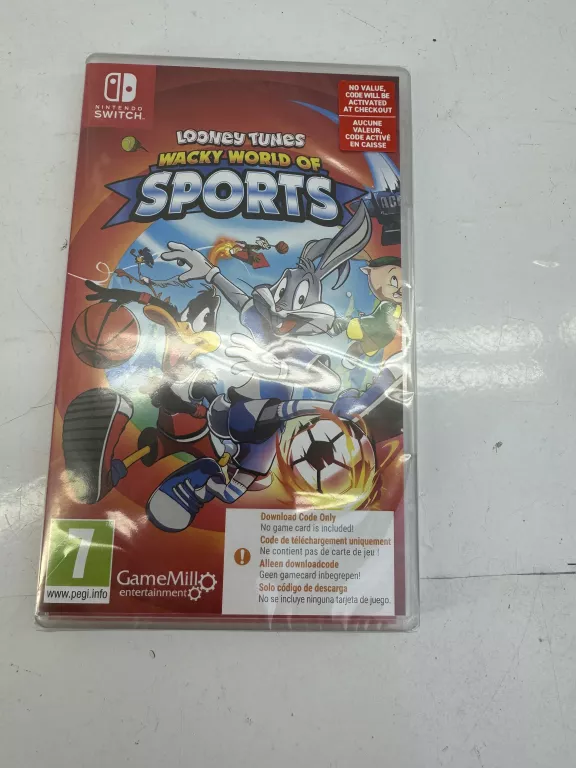 NINTENDO
SWITCH
NO VALUE,
CODE WILL BE
ACTIVATED
AT CHECKOUT
AUCUNE
VALEUR,
CODE ACTIVÉ
EN CAISSE
LOONEY TUNES
WACKY WORLD OF
SPORTS
ACME
7
www.pegi.info
GameMill
entertainment
Download Code Only
No game card is included!
Code de téléchargement uniquement
Ne contient pas de carte de jeu !
Alleen downloadcode
Geen gamecard inbegrepen!
Solo código de descarga
No se incluye ninguna tarjeta de juego.